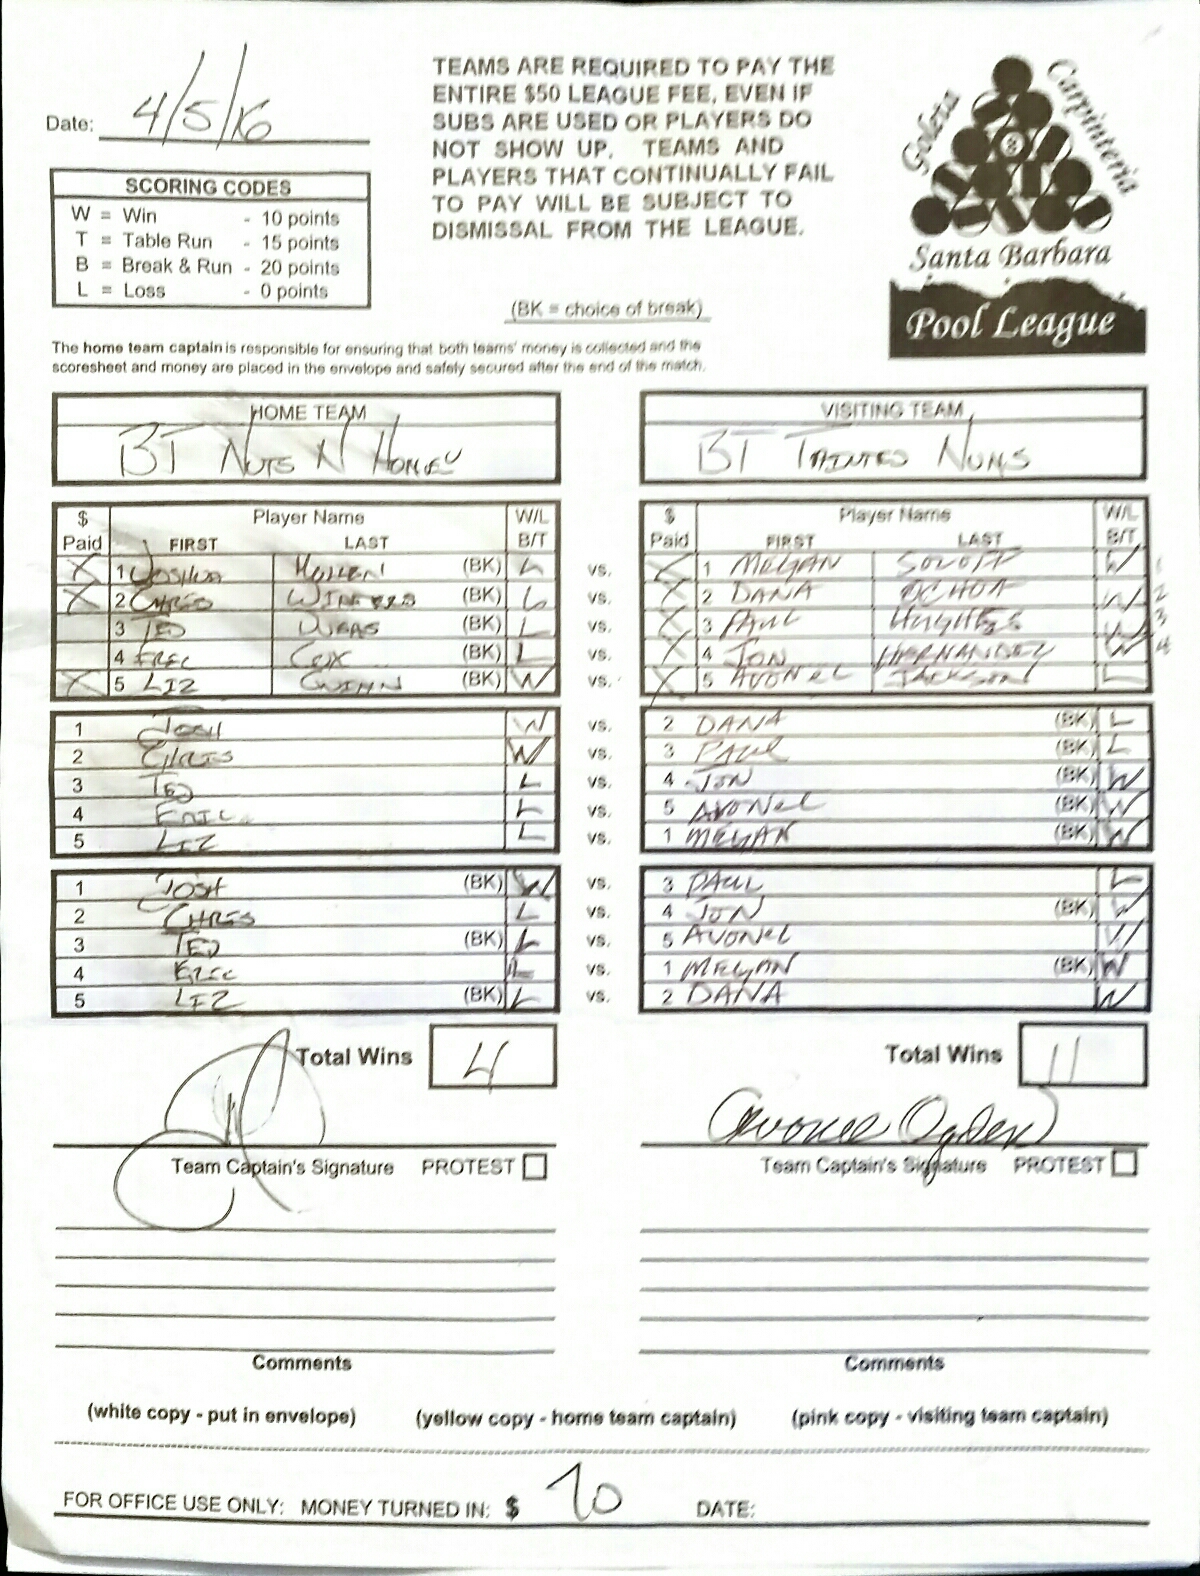 Date: 4/5/16
TEAMS ARE REQUIRED TO PAY THE
ENTIRE $50 LEAGUE FEE, EVEN IF
SUBS ARE USED OR PLAYERS DO
NOT SHOW UP. TEAMS AND
PLAYERS THAT CONTINUALLY FAIL
TO PAY WILL BE SUBJECT TO
DISMISSAL FROM THE LEAGUE.
(BK = choice of break)
Goleta
Carpinteria
8
Santa Barbara
Pool League
SCORING CODES
W = Win - 10 points
T = Table Run - 15 points
B = Break & Run - 20 points
L = Loss - 0 points
The home team captain is responsible for ensuring that both teams' money is collected and the
scoresheet and money are placed in the envelope and safely secured after the end of the match.
HOME TEAM
BT NUTS N HONEY
VISITING TEAM
BT TAINTED NUNS
$ Paid Player Name FIRST LAST W/L B/T
$ Paid Player Name FIRST LAST W/L B/T
X 1 JOSHUA (BK) L vs. X 1 MEGAN W 1
X 2 CHRIS (BK) L vs. X 2 DANA OCHOA W 2
3 TED (BK) L vs. X 3 PAUL HUGHES W 3
4 ERIC COX (BK) L vs. X 4 JON HERNANDEZ W 4
X 5 LIZ GWINN (BK) W vs. X 5 AVONEL JACKSON L
1 JOSH W vs. 2 DANA (BK) L
2 CHRIS W vs. 3 PAUL (BK) L
3 TED L vs. 4 JON (BK) W
4 ERIC L vs. 5 AVONEL (BK) W
5 LIZ L vs. 1 MEGAN (BK) W
1 JOSH (BK) W vs. 3 PAUL L
2 CHRIS L vs. 4 JON (BK) W
3 TED (BK) L vs. 5 AVONEL W
4 ERIC L vs. 1 MEGAN (BK) W
5 LIZ (BK) L vs. 2 DANA W
Total Wins 4
Total Wins 11
Avonel Ogden
Team Captain's Signature PROTEST
Team Captain's Signature PROTEST
Comments
Comments
(white copy - put in envelope) (yellow copy - home team captain) (pink copy - visiting team captain)
FOR OFFICE USE ONLY: MONEY TURNED IN: $ 70 DATE: